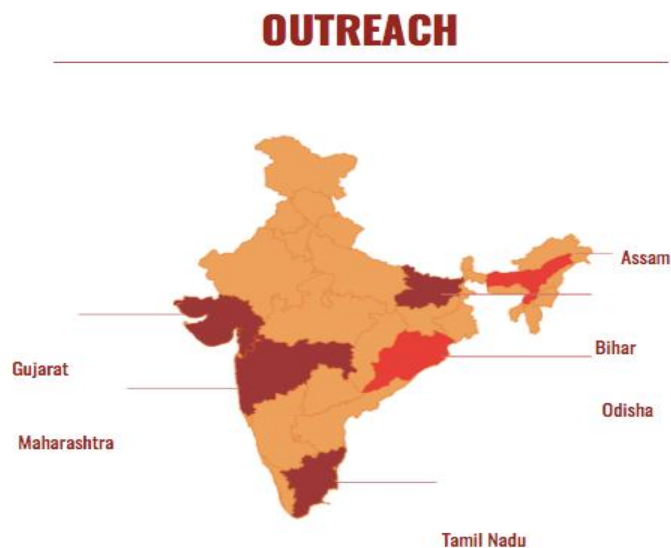 OUTREACH
Assam
Bihar
Gujarat
Odisha
Maharashtra
Tamil Nadu